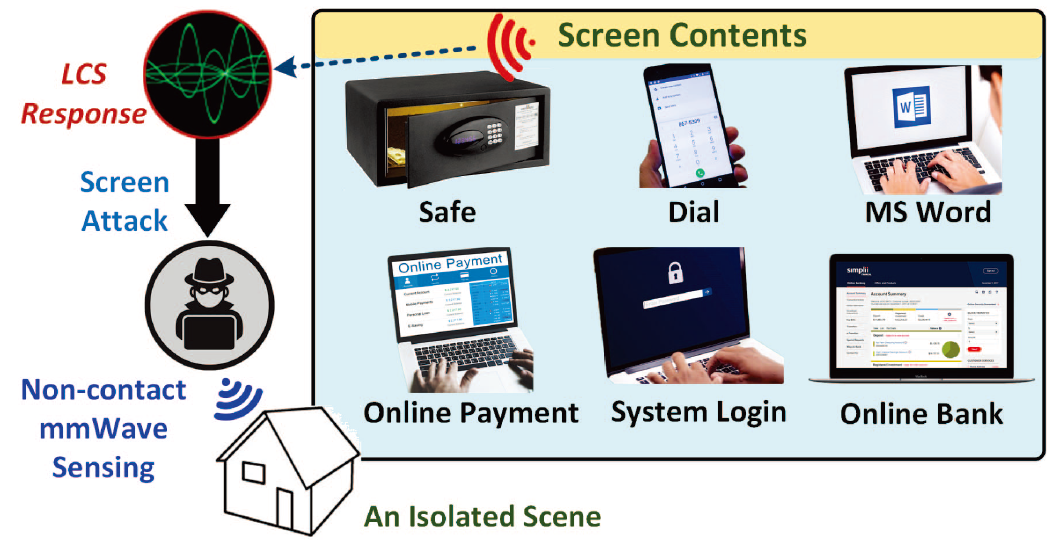 Screen Contents
LCS
Response
Screen
Attack
Non-contact
mmWave
Sensing
Safe
Dial
W
MS Word
Online Payment
Online Payment
System Login
simplii
Account Summary
Online Bank
An Isolated Scene